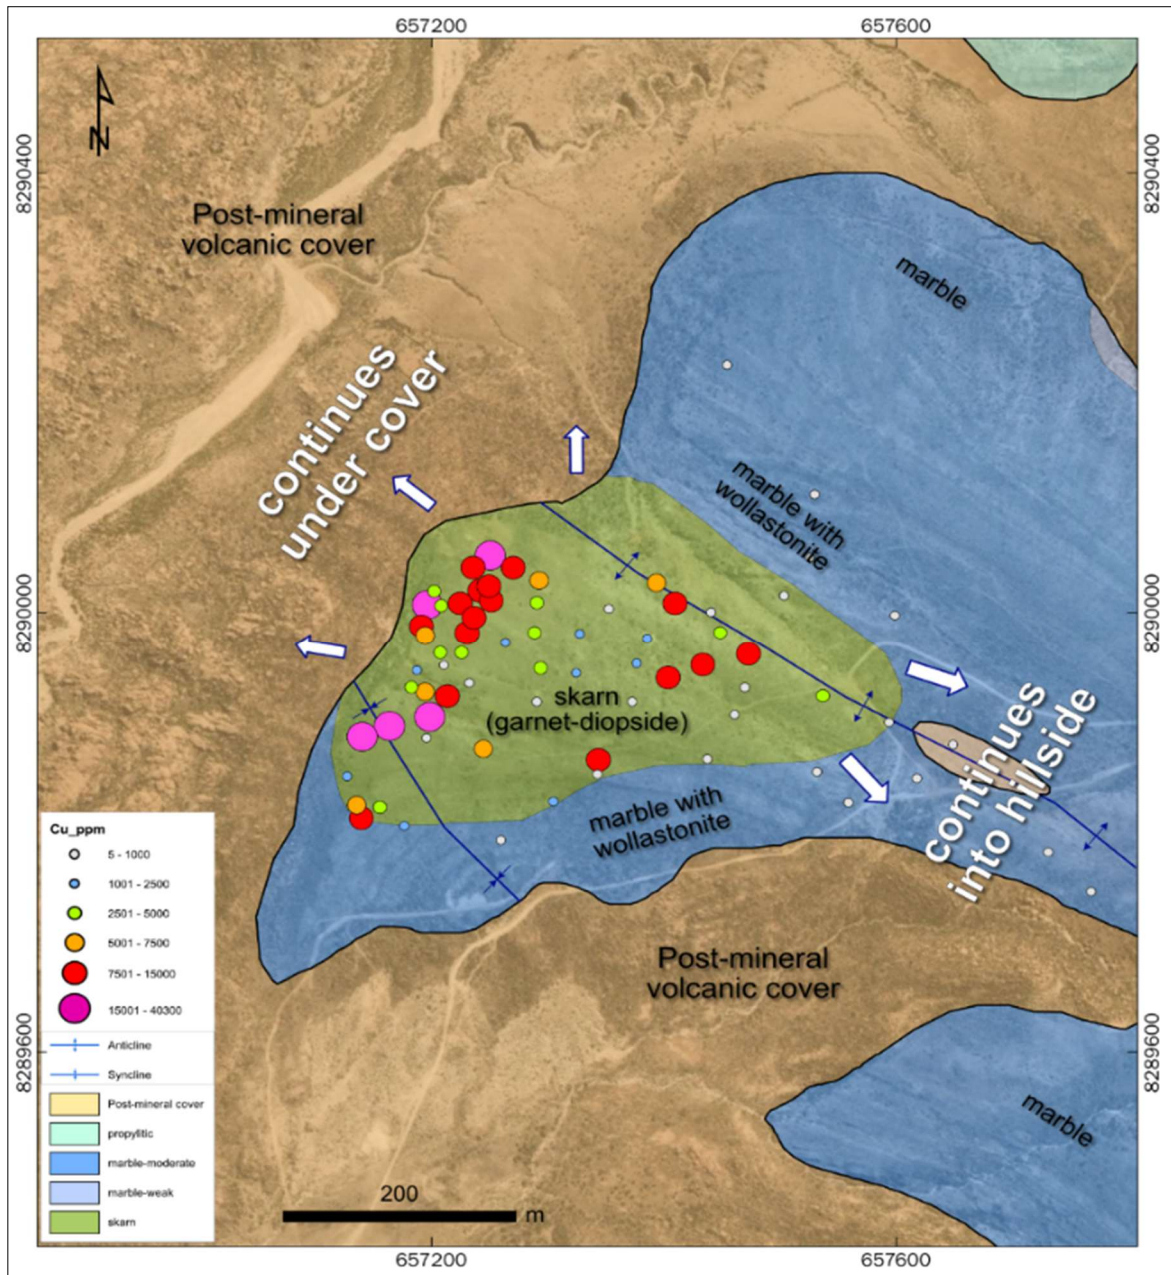 657200
657600
N
8290400
8290400
Post-mineral
volcanic cover
marble
continues
under cover
marble with
wollastonite
8290000
8290000
skarn
(garnet-diopside)
continues
into hillside
marble with
wollastonite
Post-mineral
volcanic cover
8289600
8289600
marble
Cu_ppm
5 - 1000
1001 - 2500
2501 - 5000
5001 - 7500
7501 - 15000
15001 - 40300
Anticline
Syncline
Post-mineral cover
propylitic
marble-moderate
marble-weak
skarn
200
m
657200
657600